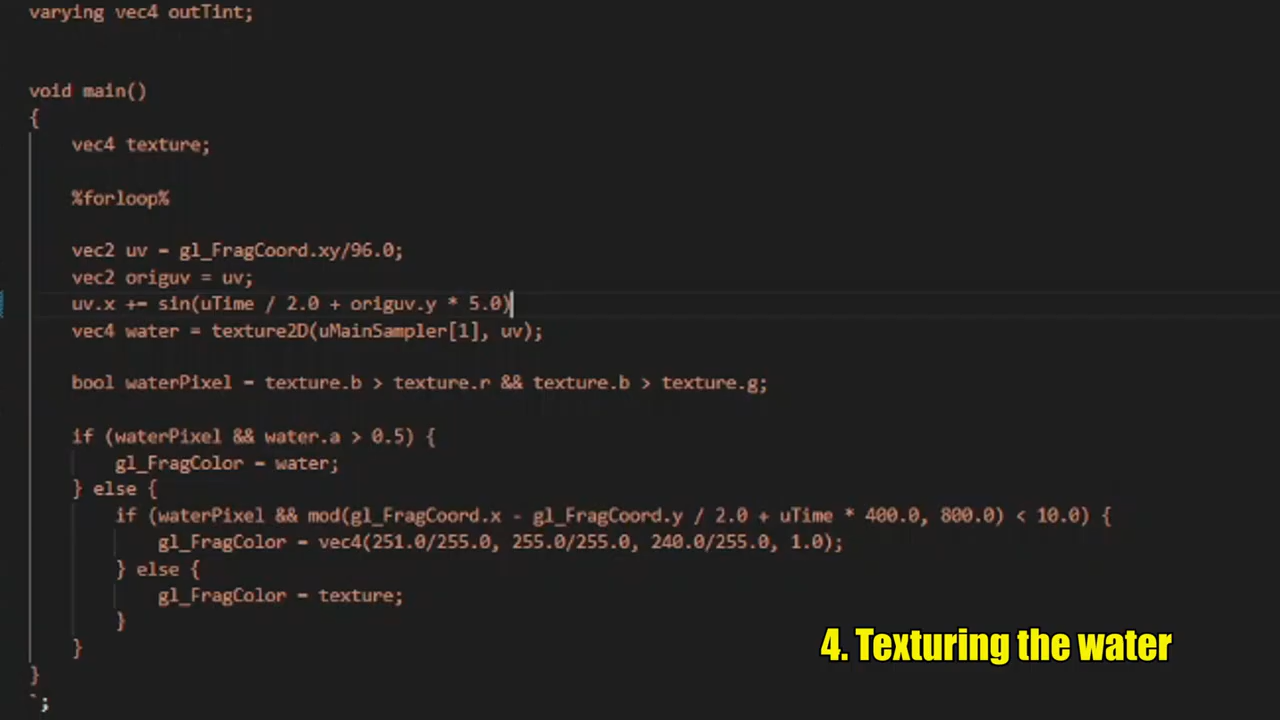 varying vec4 outTint;
void main()
{
    vec4 texture;
    %forloop%
    vec2 uv = gl_FragCoord.xy/96.0;
    vec2 origuv = uv;
    uv.x += sin(uTime / 2.0 + origuv.y * 5.0)
    vec4 water = texture2D(uMainSampler[1], uv);
    bool waterPixel = texture.b > texture.r && texture.b > texture.g;
    if (waterPixel && water.a > 0.5) {
        gl_FragColor = water;
    } else {
        if (waterPixel && mod(gl_FragCoord.x - gl_FragCoord.y / 2.0 + uTime * 400.0, 800.0) < 10.0) {
            gl_FragColor = vec4(251.0/255.0, 255.0/255.0, 240.0/255.0, 1.0);
        } else {
            gl_FragColor = texture;
        }
    }
}
`;
4. Texturing the water